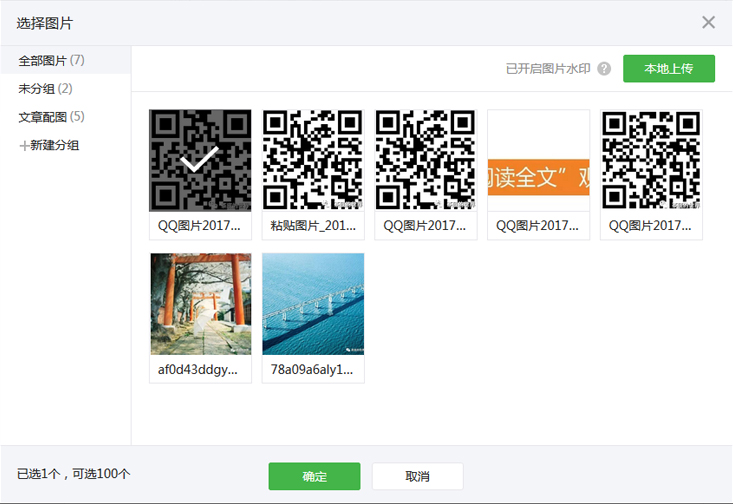 选择图片
全部图片 (7)
未分组 (2)
文章配图 (5)
新建分组
已开启图片水印 ?
本地上传
阅读全文”
QQ图片2017...
粘贴图片_201...
QQ图片2017...
QQ图片2017...
QQ图片2017...
af0d43ddgy...
78a09a6aly1...
已选1个，可选100个
确定
取消